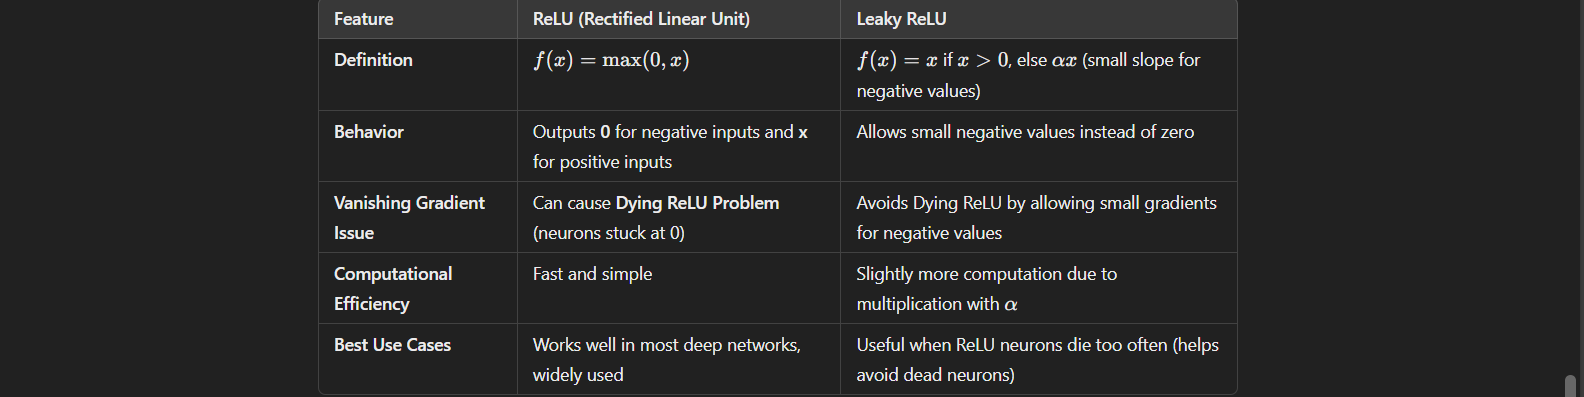 Feature ReLU (Rectified Linear Unit) Leaky ReLU
Definition f(x) = max(0, x) f(x) = x if x > 0, else αx (small slope for
negative values)
Behavior Outputs 0 for negative inputs and x Allows small negative values instead of zero
for positive inputs
Vanishing Gradient Can cause Dying ReLU Problem Avoids Dying ReLU by allowing small gradients
Issue (neurons stuck at 0) for negative values
Computational Fast and simple Slightly more computation due to
Efficiency multiplication with α
Best Use Cases Works well in most deep networks, Useful when ReLU neurons die too often (helps
widely used avoid dead neurons)